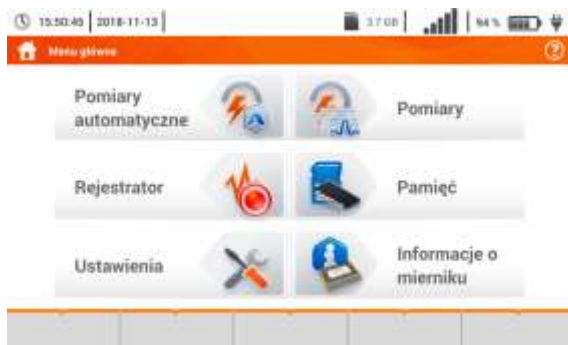 15:50:46 2018-11-13 3.7 GB 94%
Menu główne
Pomiary
automatyczne
Pomiary
Rejestrator
Pamięć
Ustawienia
Informacje o
mierniku